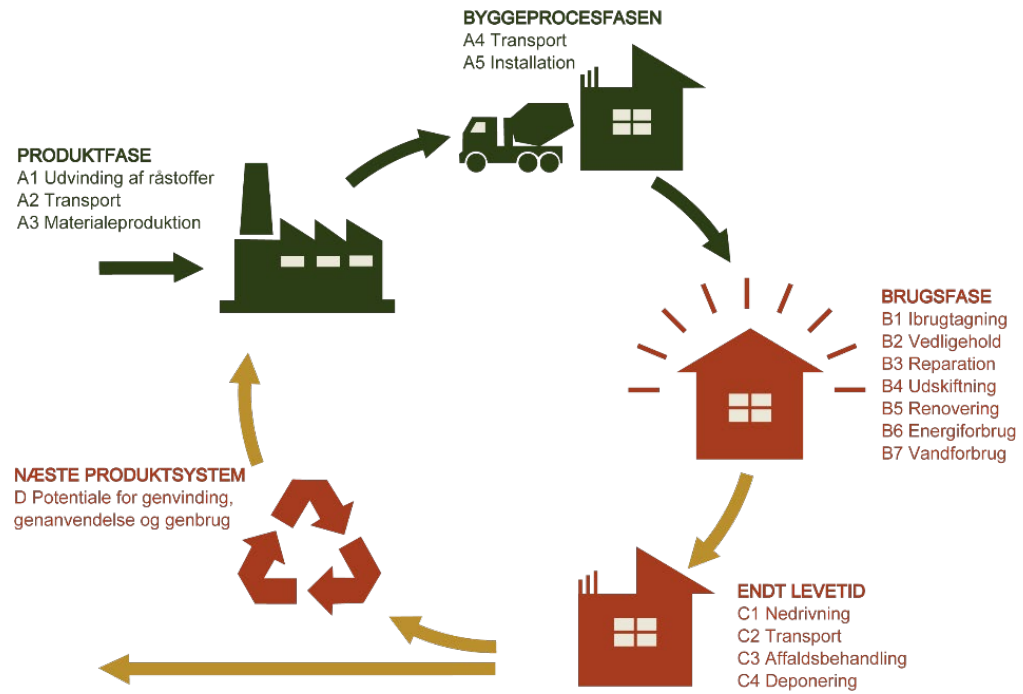 BYGGEPROCESFASEN
A4 Transport
A5 Installation
PRODUKTFASE
A1 Udvinding af råstoffer
A2 Transport
A3 Materialeproduktion
BRUGSFASE
B1 Ibrugtagning
B2 Vedligehold
B3 Reparation
B4 Udskiftning
B5 Renovering
B6 Energiforbrug
B7 Vandforbrug
NÆSTE PRODUKTSYSTEM
D Potentiale for genvinding,
genanvendelse og genbrug
ENDT LEVETID
C1 Nedrivning
C2 Transport
C3 Affaldsbehandling
C4 Deponering